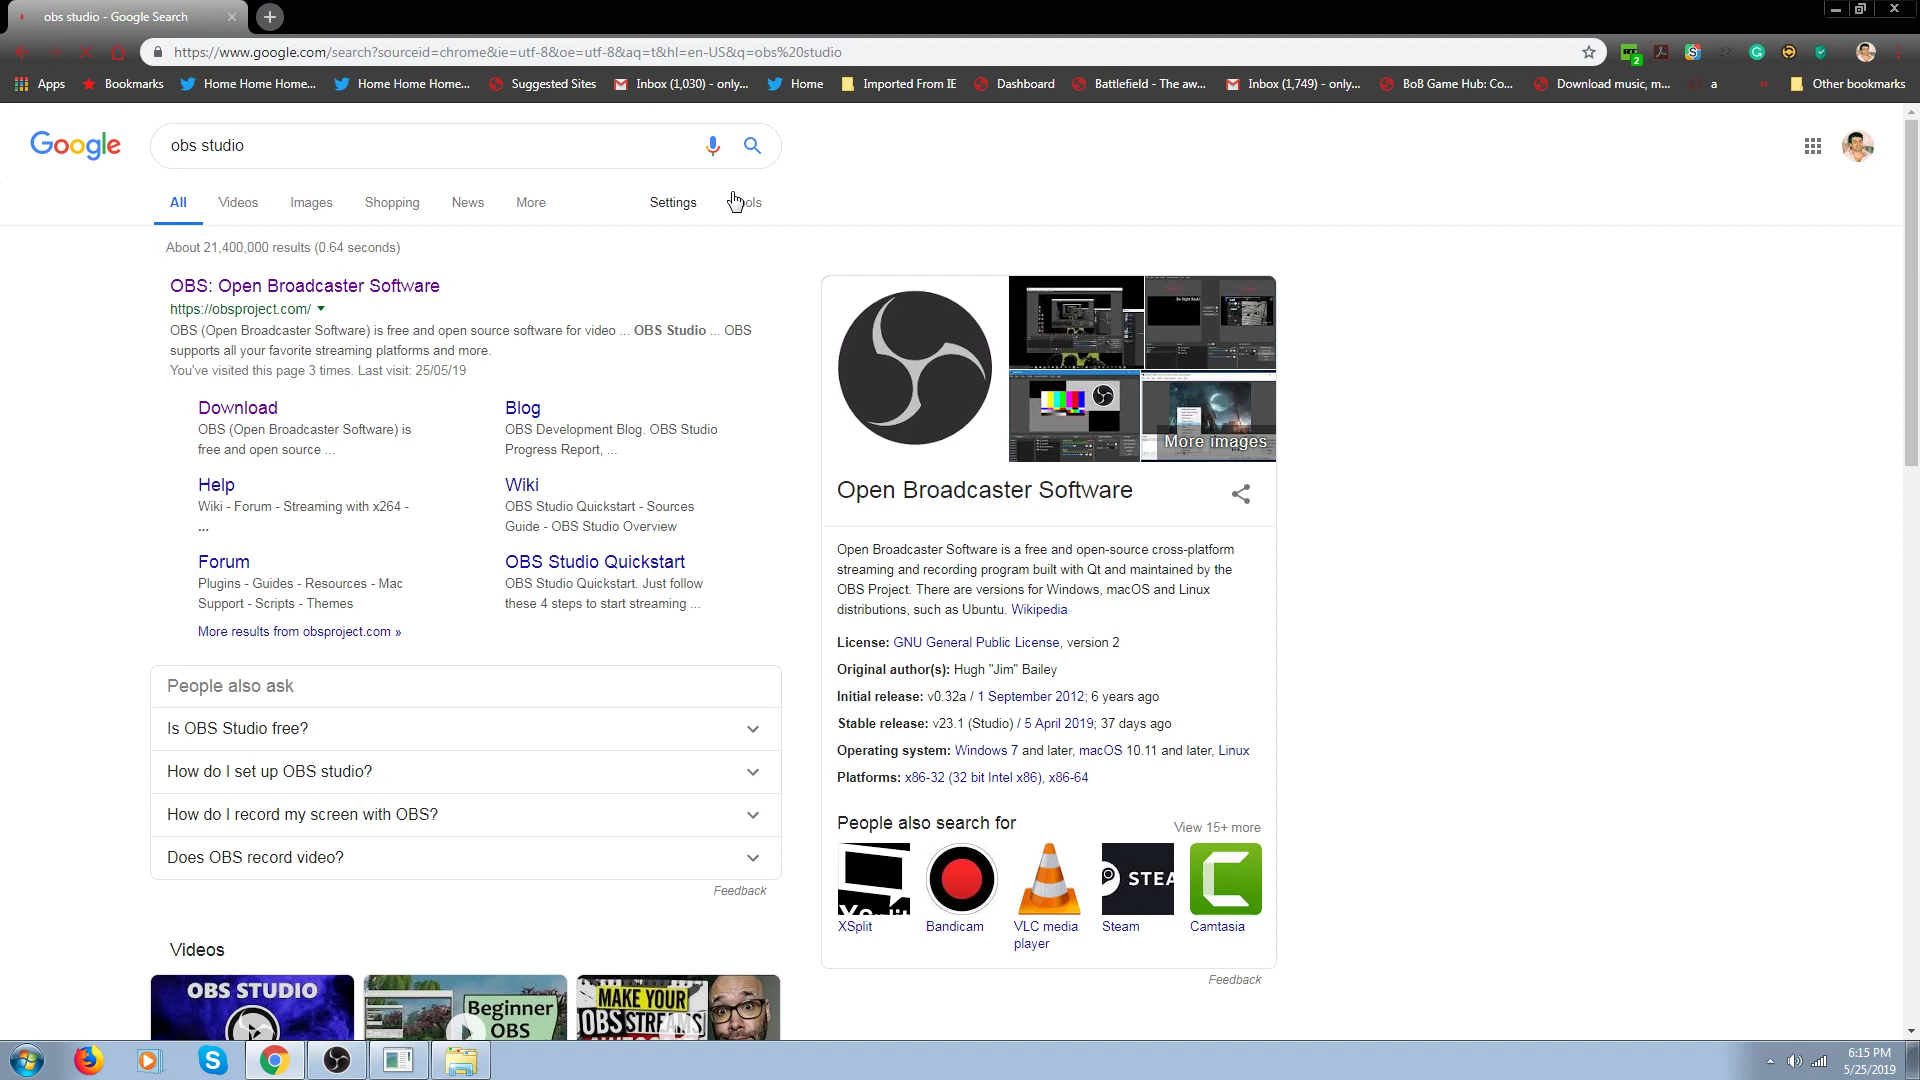 obs studio - Google Search
https://www.google.com/search?sourceid=chrome&ie=utf-8&oe=utf-8&aq=t&hl=en-US&q=obs%20studio
2
Apps
Bookmarks
Home Home Home...
Home Home Home...
Suggested Sites
Inbox (1,030) - only...
Home
Imported From IE
Dashboard
Battlefield - The aw...
Inbox (1,749) - only...
BoB Game Hub: Co...
Download music, m...
a
Other bookmarks
Google
obs studio
All
Videos
Images
Shopping
News
More
Settings
About 21,400,000 results (0.64 seconds)
OBS: Open Broadcaster Software
https://obsproject.com/
OBS (Open Broadcaster Software) is free and open source software for video ... OBS Studio ... OBS
supports all your favorite streaming platforms and more.
You've visited this page 3 times. Last visit: 25/05/19
Download
OBS (Open Broadcaster Software) is
free and open source ...
Blog
OBS Development Blog. OBS Studio
Progress Report, ...
Help
Wiki - Forum - Streaming with x264 -
...
Wiki
OBS Studio Quickstart - Sources
Guide - OBS Studio Overview
Forum
Plugins - Guides - Resources - Mac
Support - Scripts - Themes
OBS Studio Quickstart
OBS Studio Quickstart. Just follow
these 4 steps to start streaming ...
More results from obsproject.com »
People also ask
Is OBS Studio free?
How do I set up OBS studio?
How do I record my screen with OBS?
Does OBS record video?
Feedback
Videos
OBS STUDIO
Beginner
OBS
MAKE YOUR
OBS STREAMS
More images
Open Broadcaster Software
Open Broadcaster Software is a free and open-source cross-platform
streaming and recording program built with Qt and maintained by the
OBS Project. There are versions for Windows, macOS and Linux
distributions, such as Ubuntu. Wikipedia
License: GNU General Public License, version 2
Original author(s): Hugh "Jim" Bailey
Initial release: v0.32a / 1 September 2012; 6 years ago
Stable release: v23.1 (Studio) / 5 April 2019; 37 days ago
Operating system: Windows 7 and later, macOS 10.11 and later, Linux
Platforms: x86-32 (32 bit Intel x86), x86-64
People also search for
View 15+ more
XSplit
Bandicam
VLC media
player
STEA
Steam
Camtasia
Feedback
6:15 PM
5/25/2019